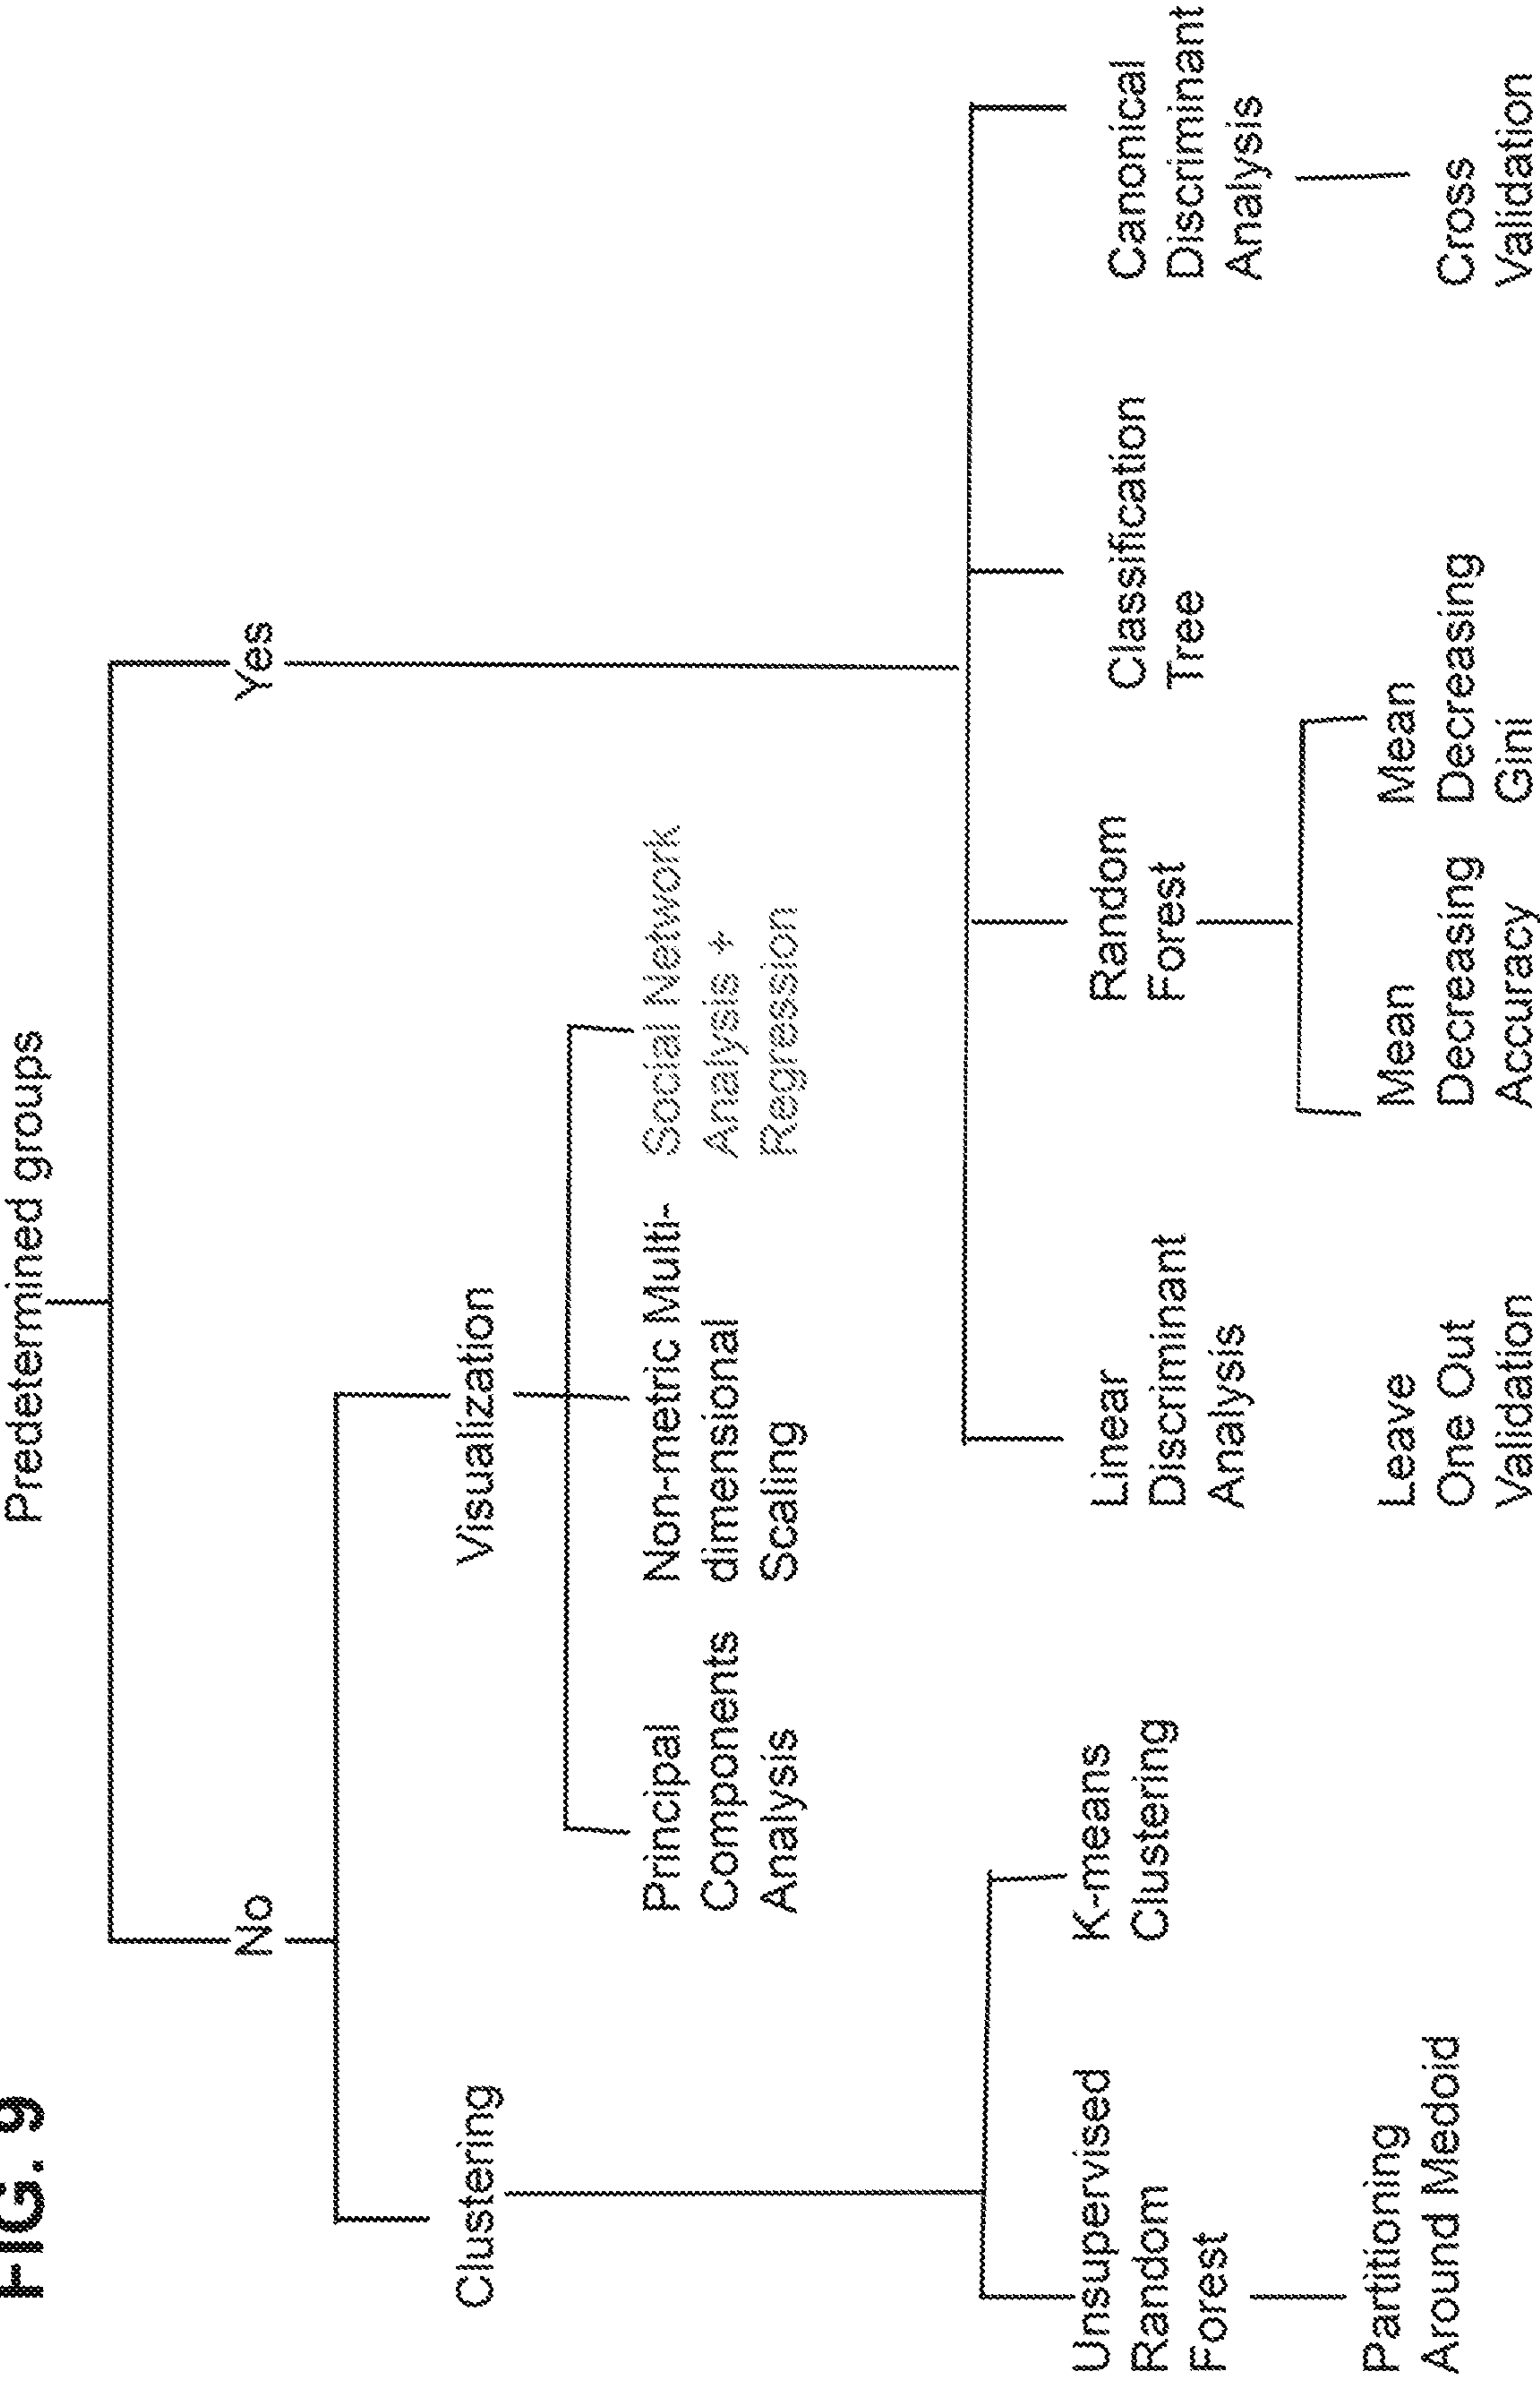 FIG. 9
Predetermined groups
No
Yes
Clustering
Visualization
Principal
Components
Analysis
Non-metric Multi-
dimensional
Scaling
Social Network
Analysis +
Regression
Unsupervised
Random
Forest
Partitioning
Around Medoid
K-means
Clustering
Linear
Discriminant
Analysis
Leave
One Out
Validation
Random
Forest
Mean
Decreasing
Accuracy
Mean
Decreasing
Gini
Classification
Tree
Canonical
Discriminant
Analysis
Cross
Validation